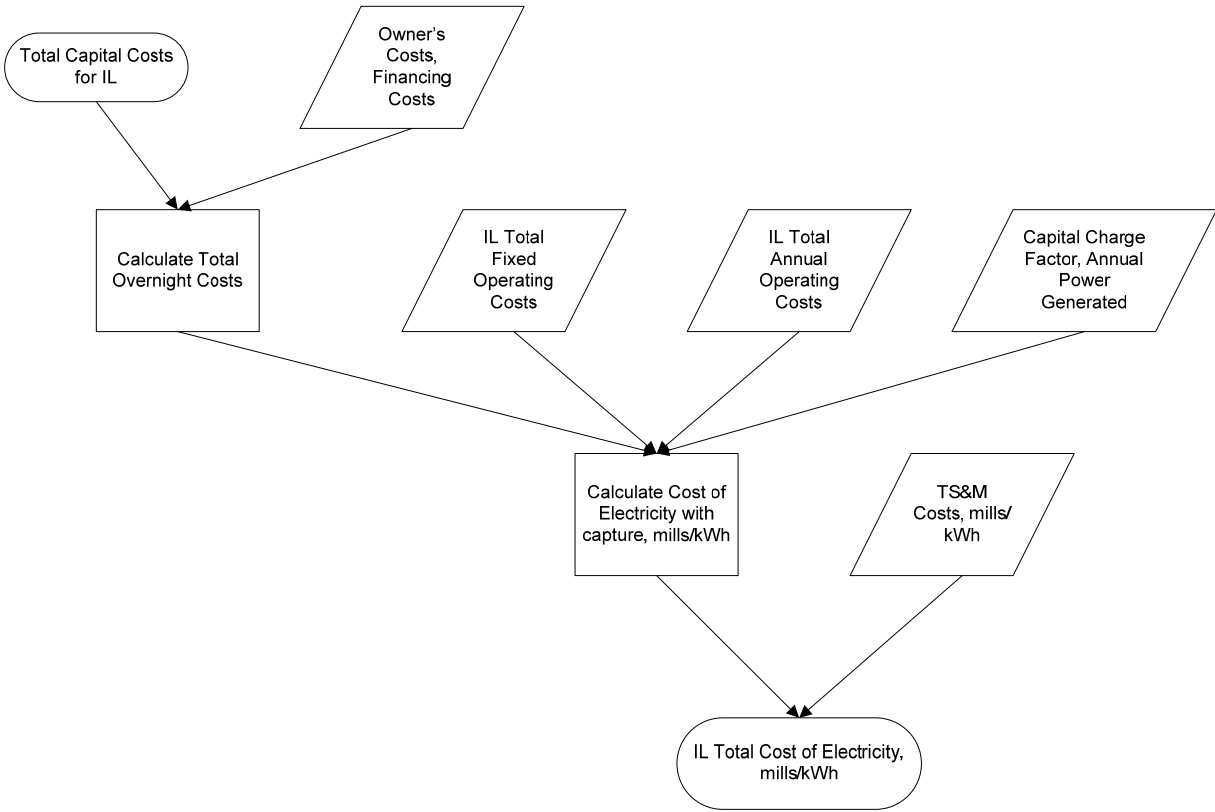 Total Capital Costs
for IL
Owner's
Costs,
Financing
Costs
Calculate Total
Overnight Costs
IL Total
Fixed
Operating
Costs
IL Total
Annual
Operating
Costs
Capital Charge
Factor, Annual
Power
Generated
Calculate Cost of
Electricity with
capture, mills/kWh
TS&M
Costs, mills/
kWh
IL Total Cost of Electricity,
mills/kWh